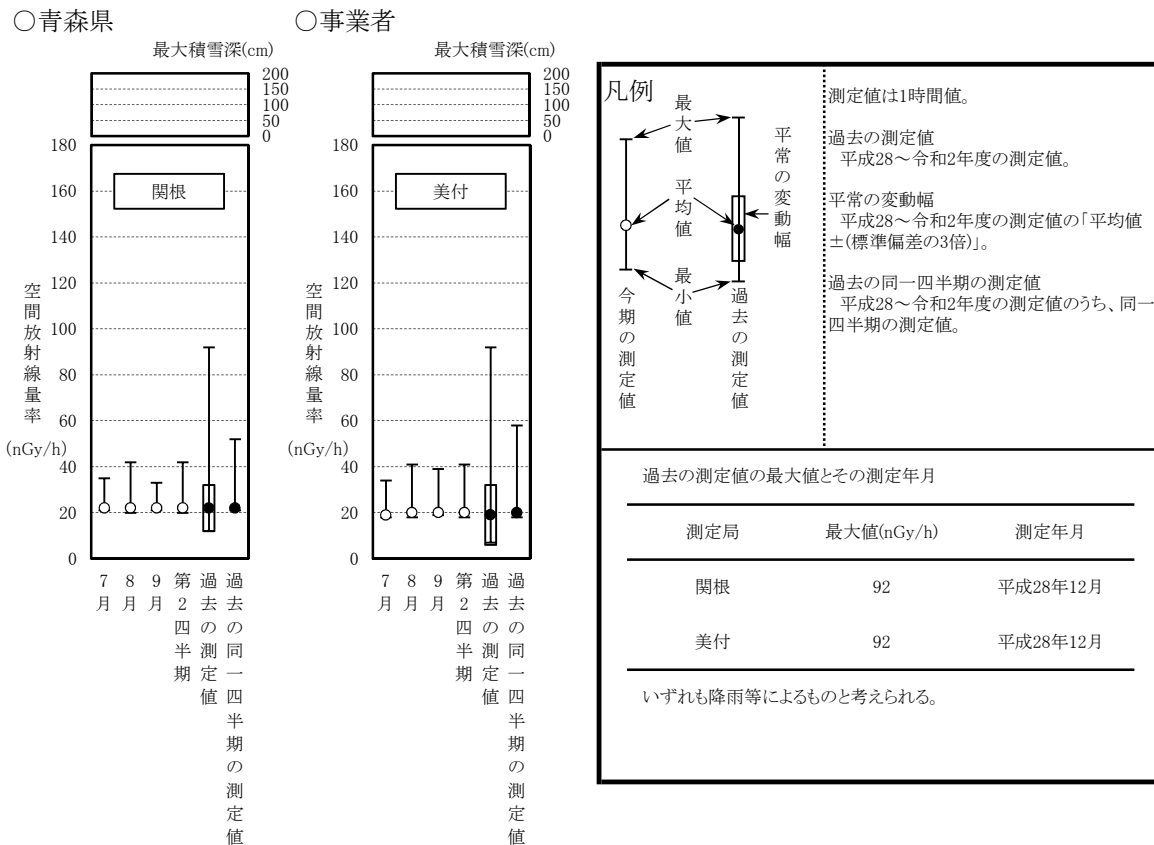 ○青森県
最大積雪深(cm)
200
150
100
50
0
180
160
140
120
100
80
60
40
20
0
関根
空間放射線量率
(nGy/h)
7月
8月
9月
第2四半期
過去の測定値
過去の同一四半期の測定値
○事業者
最大積雪深(cm)
200
150
100
50
0
180
160
140
120
100
80
60
40
20
0
美付
空間放射線量率
(nGy/h)
7月
8月
9月
第2四半期
過去の測定値
過去の同一四半期の測定値
凡例
最大値
平均値
最小値
平常の変動幅
今期の測定値
過去の測定値
測定値は1時間値。
過去の測定値
平成28～令和2年度の測定値。
平常の変動幅
平成28～令和2年度の測定値の「平均値
±(標準偏差の3倍)」。
過去の同一四半期の測定値
平成28～令和2年度の測定値のうち、同一
四半期の測定値。
過去の測定値の最大値とその測定年月
測定局 最大値(nGy/h) 測定年月
関根 92 平成28年12月
美付 92 平成28年12月
いずれも降雨等によるものと考えられる。